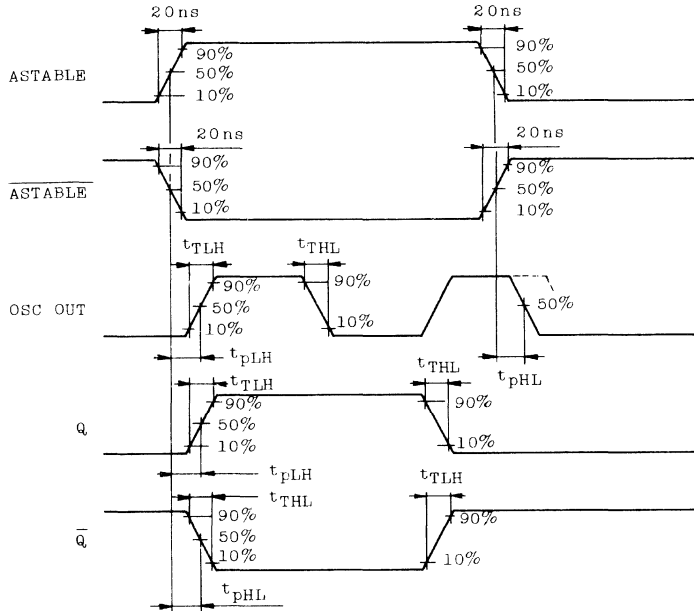 20ns 20ns
90% 90%
ASTABLE 50% 50%
10% 10%
20ns 20ns
90% 90%
ASTABLE 50% 50%
10% 10%
tTLH tTHL
90% 90%
OSC OUT 50% 50%
10% 10%
tpLH tTHL tpHL
tTLH
90% 90%
Q 50%
10% 10%
tpLH tTLH
tTHL
90% 90%
Q 50%
10% 10%
tpHL